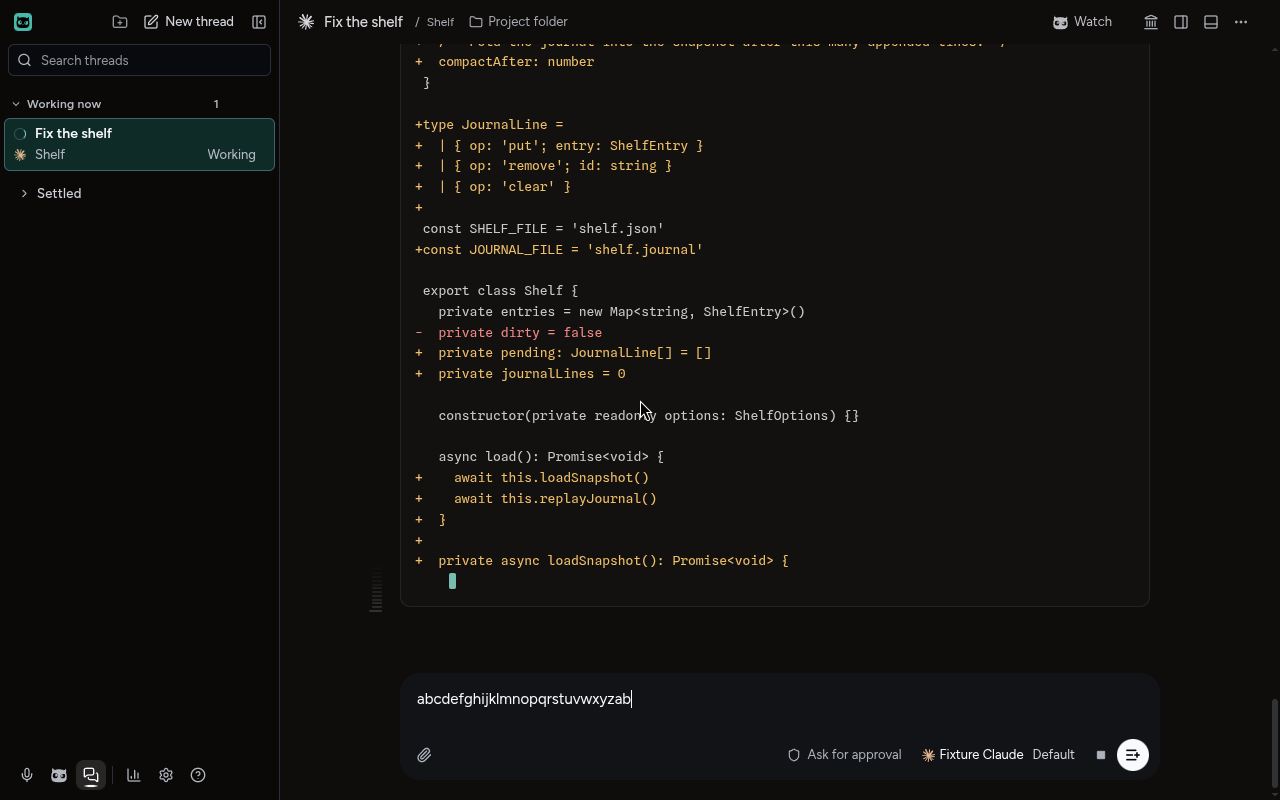 New thread
Fix the shelf / Shelf Project folder
Watch
Search threads
Working now 1
Fix the shelf
Shelf Working
Settled
+  compactAfter: number
 }
+type JournalLine =
+  | { op: 'put'; entry: ShelfEntry }
+  | { op: 'remove'; id: string }
+  | { op: 'clear' }
+
 const SHELF_FILE = 'shelf.json'
+const JOURNAL_FILE = 'shelf.journal'
 export class Shelf {
   private entries = new Map<string, ShelfEntry>()
-  private dirty = false
+  private pending: JournalLine[] = []
+  private journalLines = 0
   constructor(private readonly options: ShelfOptions) {}
   async load(): Promise<void> {
+    await this.loadSnapshot()
+    await this.replayJournal()
+  }
+
+  private async loadSnapshot(): Promise<void> {
abcdefghijklmnopqrstuvwxyzab
Ask for approval Fixture Claude Default